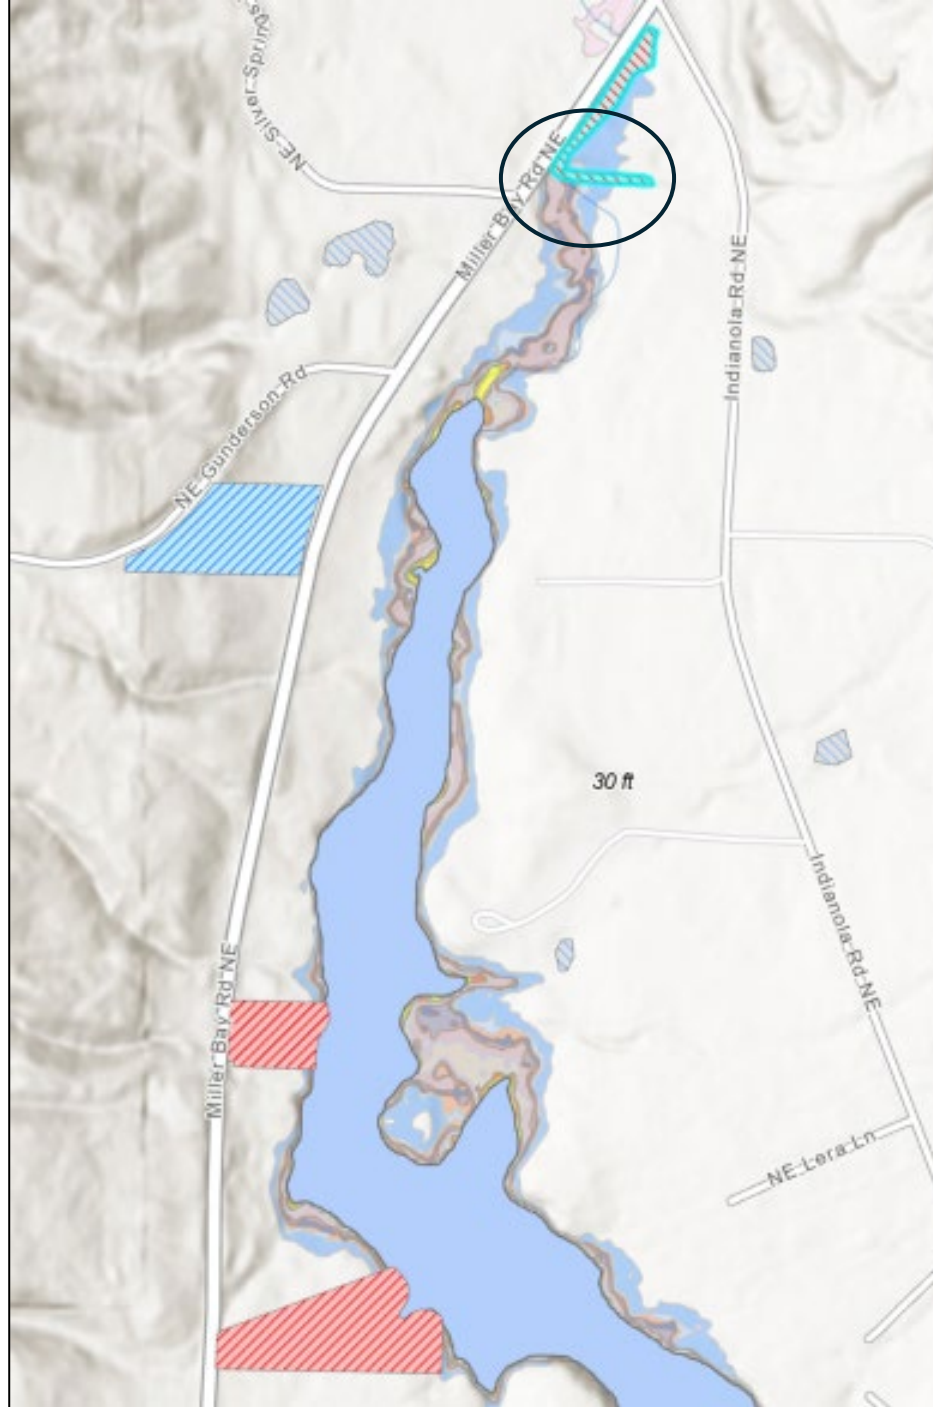 NE Silver Springs
Miller Bay Rd NE
Indianola Rd NE
NE Gunderson Rd
30 ft
Indianola Rd NE
Miller Bay Rd NE
NE Lera Ln